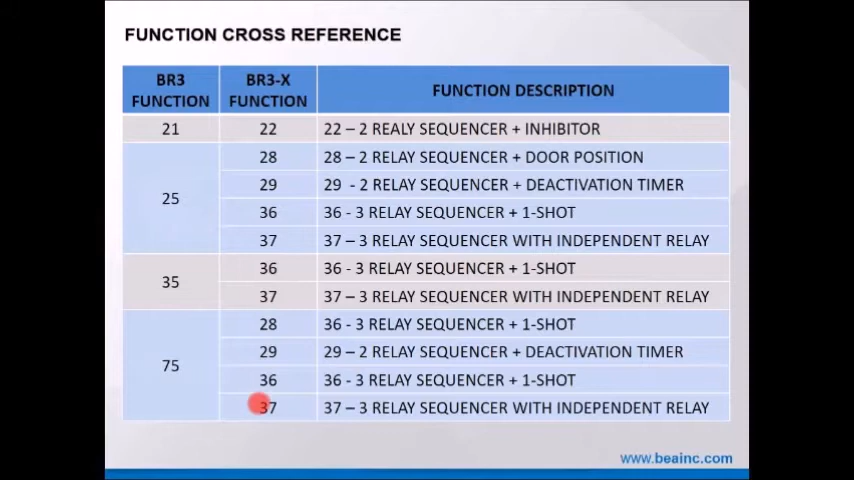 FUNCTION CROSS REFERENCE
BR3 FUNCTION BR3-X FUNCTION FUNCTION DESCRIPTION
21 22 22 – 2 REALY SEQUENCER + INHIBITOR
25 28 28 – 2 RELAY SEQUENCER + DOOR POSITION
29 29 - 2 RELAY SEQUENCER + DEACTIVATION TIMER
36 36 - 3 RELAY SEQUENCER + 1-SHOT
37 37 – 3 RELAY SEQUENCER WITH INDEPENDENT RELAY
35 36 36 - 3 RELAY SEQUENCER + 1-SHOT
37 37 – 3 RELAY SEQUENCER WITH INDEPENDENT RELAY
75 28 36 - 3 RELAY SEQUENCER + 1-SHOT
29 29 – 2 RELAY SEQUENCER + DEACTIVATION TIMER
36 36 - 3 RELAY SEQUENCER + 1-SHOT
37 37 – 3 RELAY SEQUENCER WITH INDEPENDENT RELAY
www.beainc.com